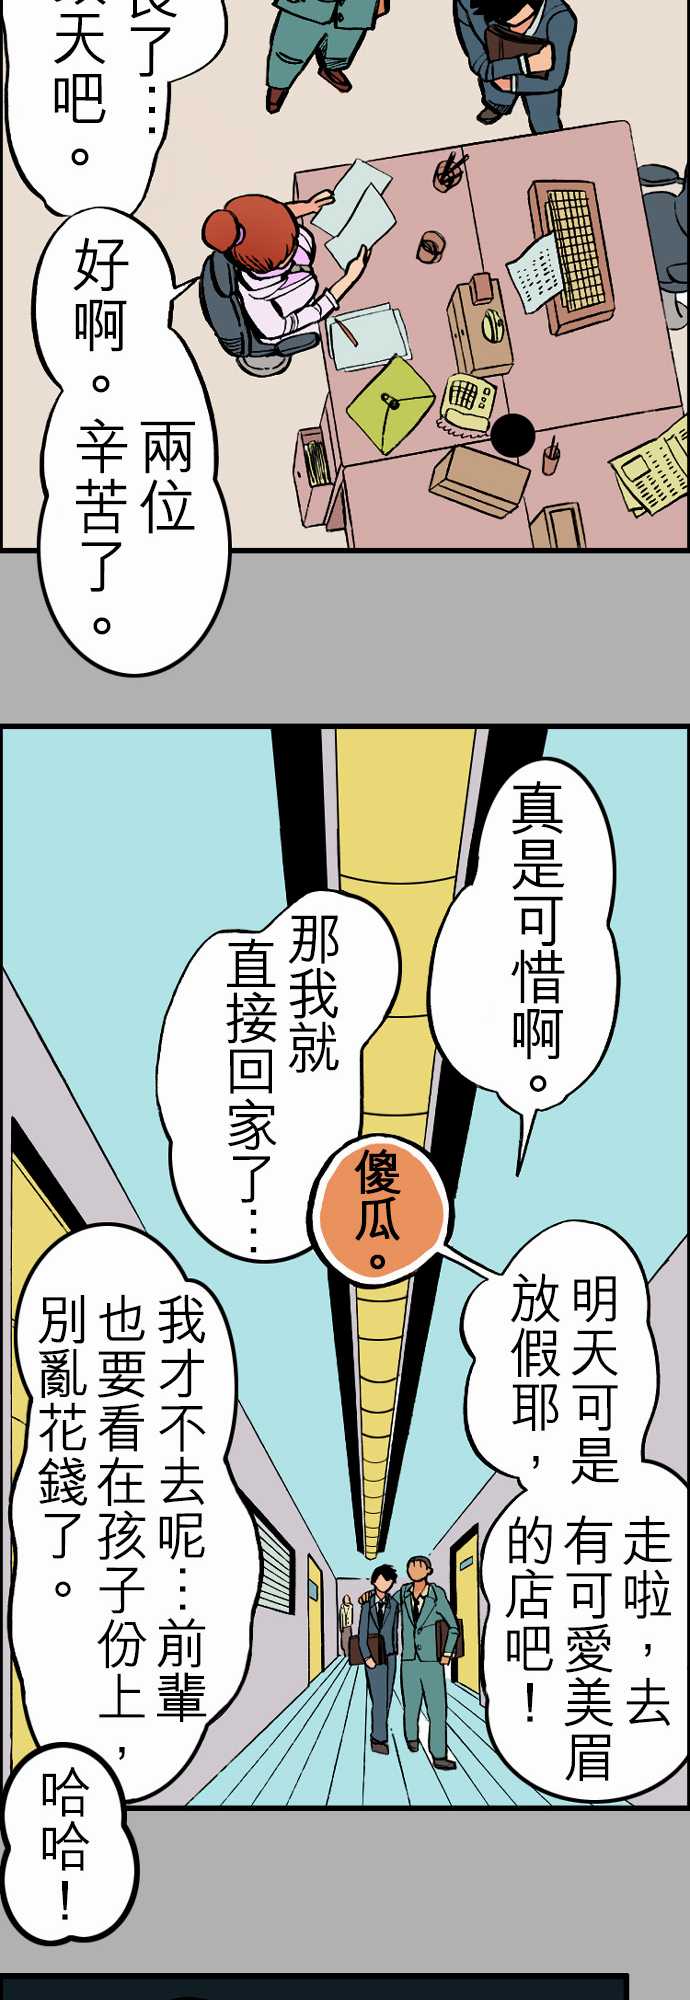 長了…
天吧。
好啊。
兩位
辛苦了。
真是可惜啊。
那我就
直接回家了…
傻瓜。
明天可是
放假耶，
走啦，去
有可愛美眉
的店吧！
我才不去呢…前輩
也要看在孩子份上，
別亂花錢了。
哈哈！